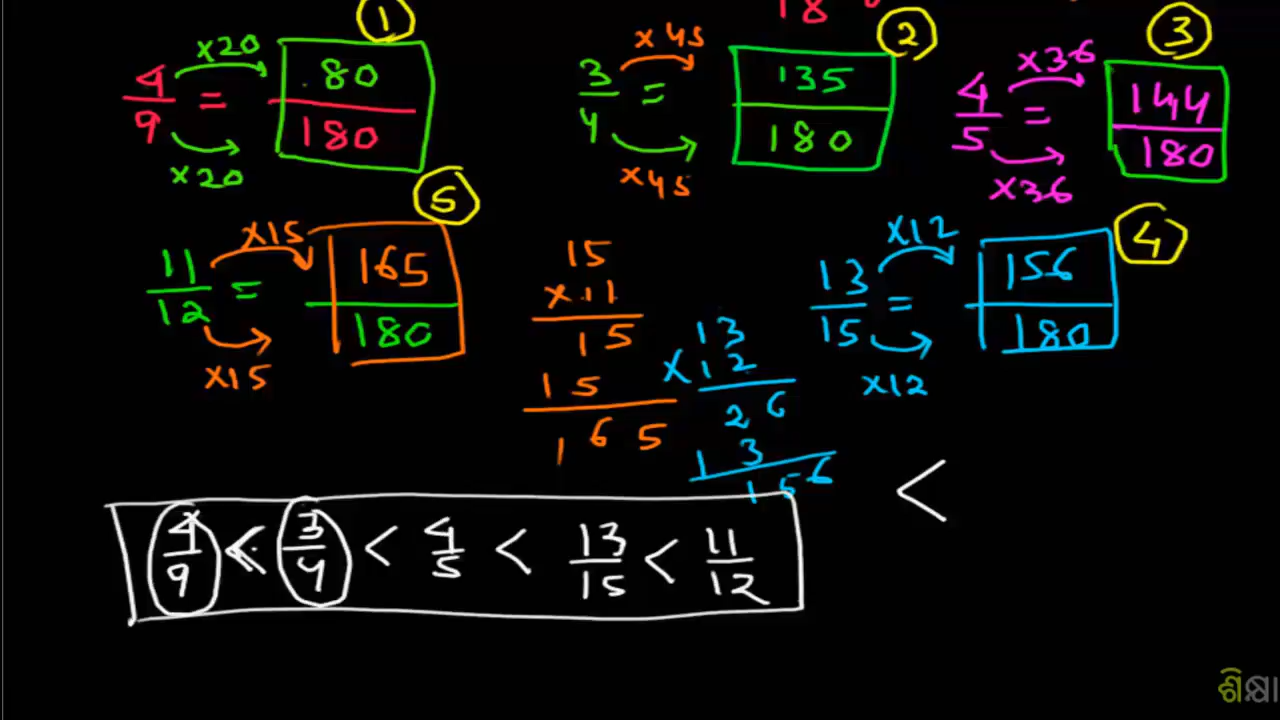 18
1 2 3
×20 ×45 ×36
4/9 = 80/180 3/4 = 135/180 4/5 = 144/180
×20 ×45 ×36
5 4
×15 ×12
11/12 = 165/180 13/15 = 156/180
×15 ×12
15
×11
15
15
165
13
×12
26
13
156
<
4/9 < 3/4 < 4/5 < 13/15 < 11/12
ଶିକ୍ଷା